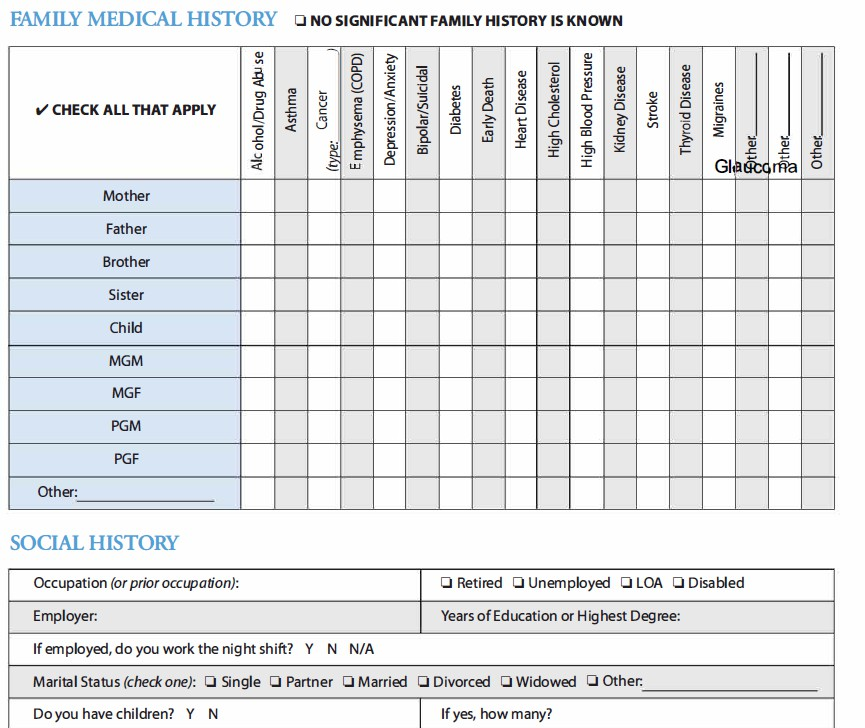 FAMILY MEDICAL HISTORY ❏ NO SIGNIFICANT FAMILY HISTORY IS KNOWN
✔ CHECK ALL THAT APPLY
Alcohol/Drug Abuse
Asthma
Cancer
(type:____)
Emphysema (COPD)
Depression/Anxiety
Bipolar/Suicidal
Diabetes
Early Death
Heart Disease
High Cholesterol
High Blood Pressure
Kidney Disease
Stroke
Thyroid Disease
Migraines
Other
Other
Other
Glaucoma
Mother
Father
Brother
Sister
Child
MGM
MGF
PGM
PGF
Other:
SOCIAL HISTORY
Occupation (or prior occupation): ❏ Retired ❏ Unemployed ❏ LOA ❏ Disabled
Employer: Years of Education or Highest Degree:
If employed, do you work the night shift? Y N N/A
Marital Status (check one): ❏ Single ❏ Partner ❏ Married ❏ Divorced ❏ Widowed ❏ Other:
Do you have children? Y N If yes, how many?